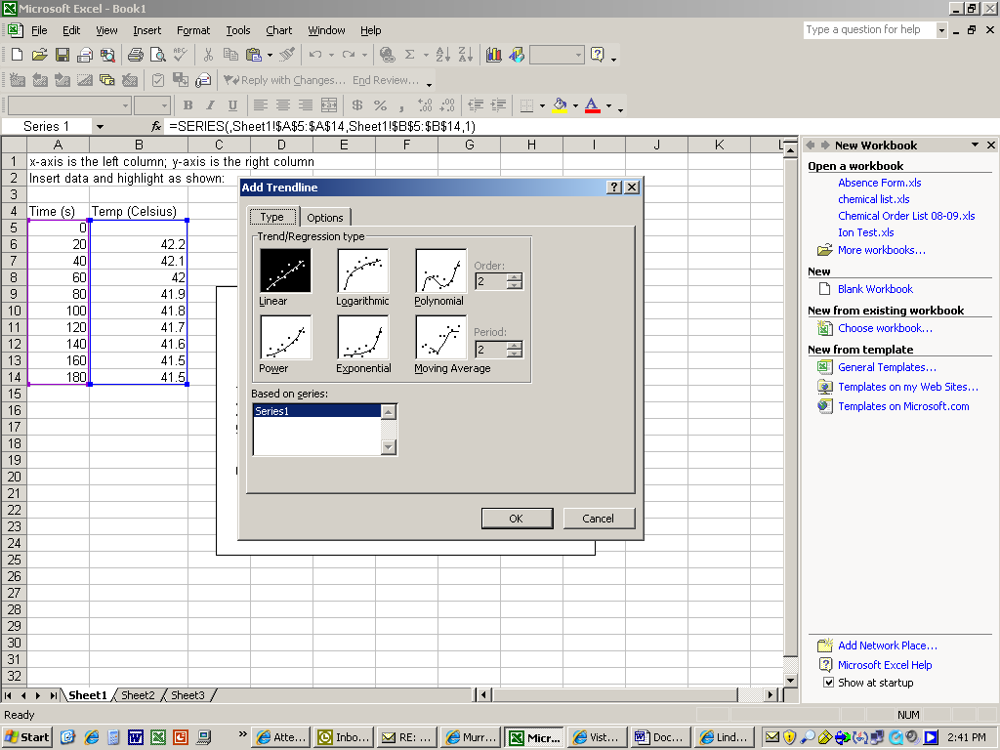 Microsoft Excel - Book1
File Edit View Insert Format Tools Chart Window Help
Type a question for help
Reply with Changes... End Review...
Series 1 fx =SERIES(,Sheet1!$A$5:$A$14,Sheet1!$B$5:$B$14,1)
A B C D E F G H I J K L
1 x-axis is the left column; y-axis is the right column
2 Insert data and highlight as shown:
3
4 Time (s) Temp (Celsius)
5 0
6 20 42.2
7 40 42.1
8 60 42
9 80 41.9
10 100 41.8
11 120 41.7
12 140 41.6
13 160 41.5
14 180 41.5
15
16
17
18
19
20
21
22
23
24
25
26
27
28
29
30
31
32
Add Trendline
Type Options
Trend/Regression type
Linear Logarithmic Polynomial
Order:
2
Power Exponential Moving Average
Period:
2
Based on series:
Series1
OK Cancel
New Workbook
Open a workbook
Absence Form.xls
chemical list.xls
Chemical Order List 08-09.xls
Ion Test.xls
More workbooks...
New
Blank Workbook
New from existing workbook
Choose workbook...
New from template
General Templates...
Templates on my Web Sites...
Templates on Microsoft.com
Add Network Place...
Microsoft Excel Help
Show at startup
Sheet1 Sheet2 Sheet3
Ready NUM
Start Atte... Inbo... RE: ... Murr... Micr... Vist... Doc... Lind... 2:41 PM